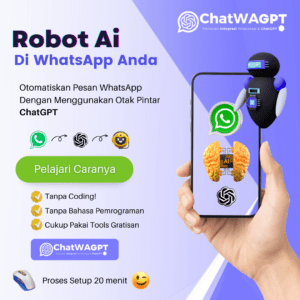 ChatWAGPT
Robot Ai
Di WhatsApp Anda
Otomatiskan Pesan WhatsApp
Dengan Menggunakan Otak Pintar
ChatGPT
Pelajari Caranya
Tanpa Coding!
Tanpa Bahasa Pemrograman
Cukup Pakai Tools Gratisan
ChatWAGPT
Proses Setup 20 menit